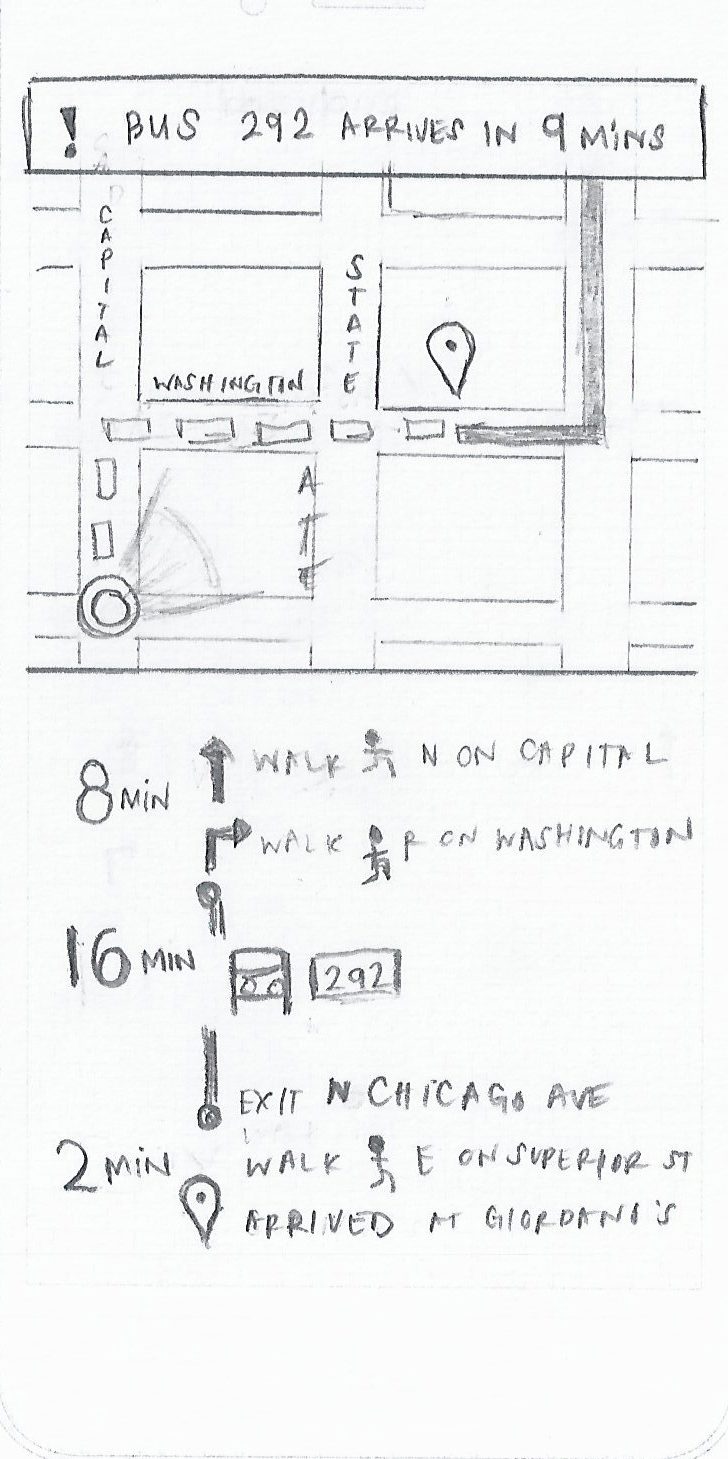 ! BUS 292 ARRIVES IN 9 MINS
CAPITAL
STATE
WASHINGTON
ATE
8 MIN
WALK N ON CAPITAL
WALK R ON WASHINGTON
16 MIN
292
EXIT N CHICAGO AVE
2 MIN
WALK E ON SUPERIOR ST
ARRIVED AT GIORDANO'S